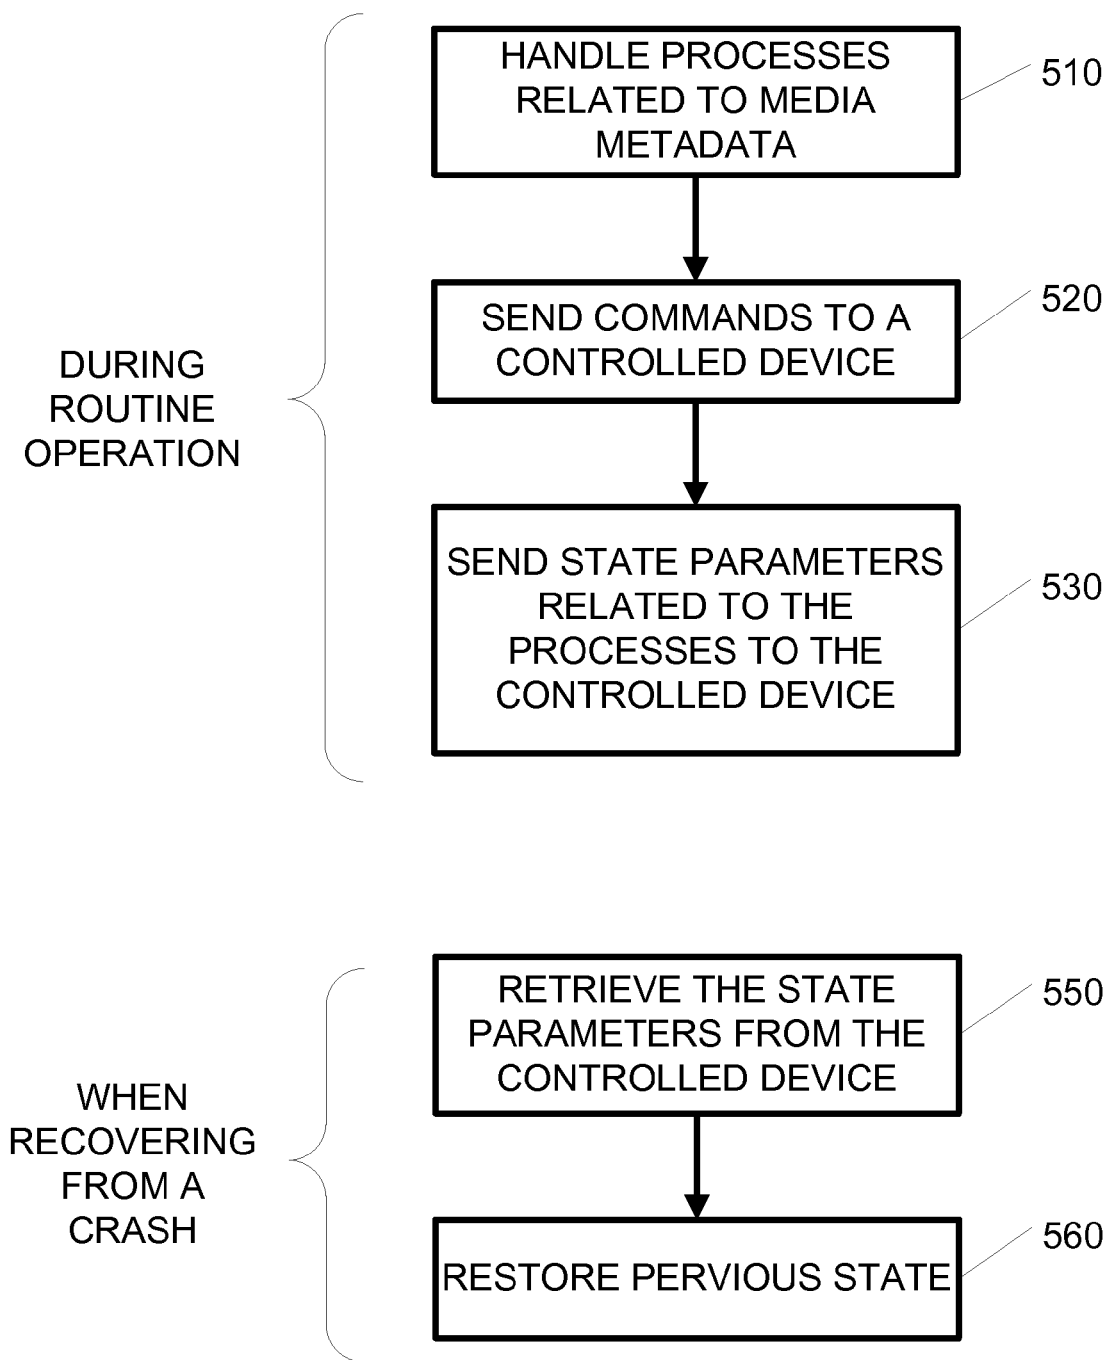 HANDLE PROCESSES
RELATED TO MEDIA
METADATA
510
SEND COMMANDS TO A
CONTROLLED DEVICE
520
DURING
ROUTINE
OPERATION
SEND STATE PARAMETERS
RELATED TO THE
PROCESSES TO THE
CONTROLLED DEVICE
530
RETRIEVE THE STATE
PARAMETERS FROM THE
CONTROLLED DEVICE
550
WHEN
RECOVERING
FROM A
CRASH
RESTORE PERVIOUS STATE
560